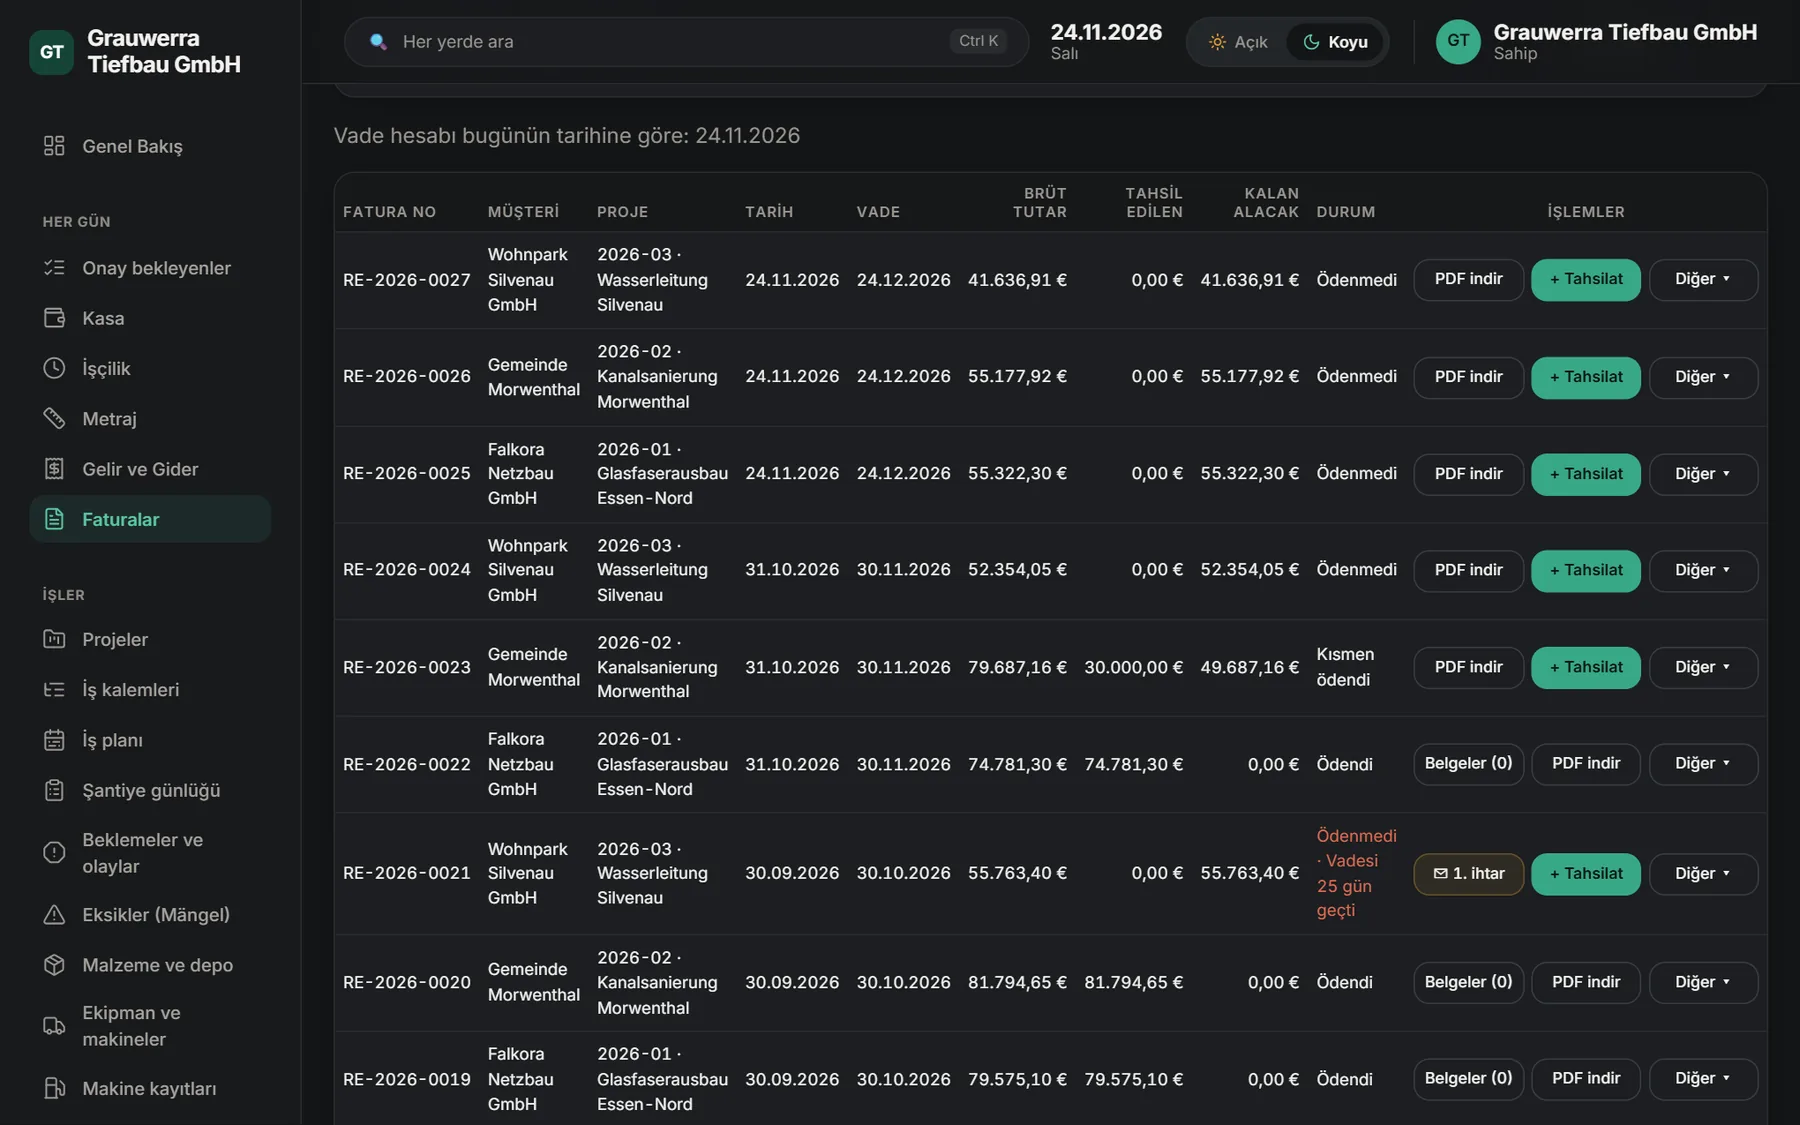 GT
Grauwerra
Tiefbau GmbH
Genel Bakış
HER GÜN
Onay bekleyenler
Kasa
İşçilik
Metraj
Gelir ve Gider
Faturalar
İŞLER
Projeler
İş kalemleri
İş planı
Şantiye günlüğü
Beklemeler ve
olaylar
Eksikler (Mängel)
Malzeme ve depo
Ekipman ve
makineler
Makine kayıtları
Her yerde ara
Ctrl K
24.11.2026
Salı
Açık
Koyu
GT
Grauwerra Tiefbau GmbH
Sahip
Vade hesabı bugünün tarihine göre: 24.11.2026
FATURA NO MÜŞTERİ PROJE TARİH VADE BRÜT TUTAR TAHSİL EDİLEN KALAN ALACAK DURUM İŞLEMLER
RE-2026-0027 Wohnpark Silvenau GmbH 2026-03 · Wasserleitung Silvenau 24.11.2026 24.12.2026 41.636,91 € 0,00 € 41.636,91 € Ödenmedi PDF indir + Tahsilat Diğer ▾
RE-2026-0026 Gemeinde Morwenthal 2026-02 · Kanalsanierung Morwenthal 24.11.2026 24.12.2026 55.177,92 € 0,00 € 55.177,92 € Ödenmedi PDF indir + Tahsilat Diğer ▾
RE-2026-0025 Falkora Netzbau GmbH 2026-01 · Glasfaserausbau Essen-Nord 24.11.2026 24.12.2026 55.322,30 € 0,00 € 55.322,30 € Ödenmedi PDF indir + Tahsilat Diğer ▾
RE-2026-0024 Wohnpark Silvenau GmbH 2026-03 · Wasserleitung Silvenau 31.10.2026 30.11.2026 52.354,05 € 0,00 € 52.354,05 € Ödenmedi PDF indir + Tahsilat Diğer ▾
RE-2026-0023 Gemeinde Morwenthal 2026-02 · Kanalsanierung Morwenthal 31.10.2026 30.11.2026 79.687,16 € 30.000,00 € 49.687,16 € Kısmen ödendi PDF indir + Tahsilat Diğer ▾
RE-2026-0022 Falkora Netzbau GmbH 2026-01 · Glasfaserausbau Essen-Nord 31.10.2026 30.11.2026 74.781,30 € 74.781,30 € 0,00 € Ödendi Belgeler (0) PDF indir Diğer ▾
RE-2026-0021 Wohnpark Silvenau GmbH 2026-03 · Wasserleitung Silvenau 30.09.2026 30.10.2026 55.763,40 € 0,00 € 55.763,40 € Ödenmedi · Vadesi 25 gün geçti 1. ihtar + Tahsilat Diğer ▾
RE-2026-0020 Gemeinde Morwenthal 2026-02 · Kanalsanierung Morwenthal 30.09.2026 30.10.2026 81.794,65 € 81.794,65 € 0,00 € Ödendi Belgeler (0) PDF indir Diğer ▾
RE-2026-0019 Falkora Netzbau GmbH 2026-01 · Glasfaserausbau Essen-Nord 30.09.2026 30.10.2026 79.575,10 € 79.575,10 € 0,00 € Ödendi Belgeler (0) PDF indir Diğer ▾